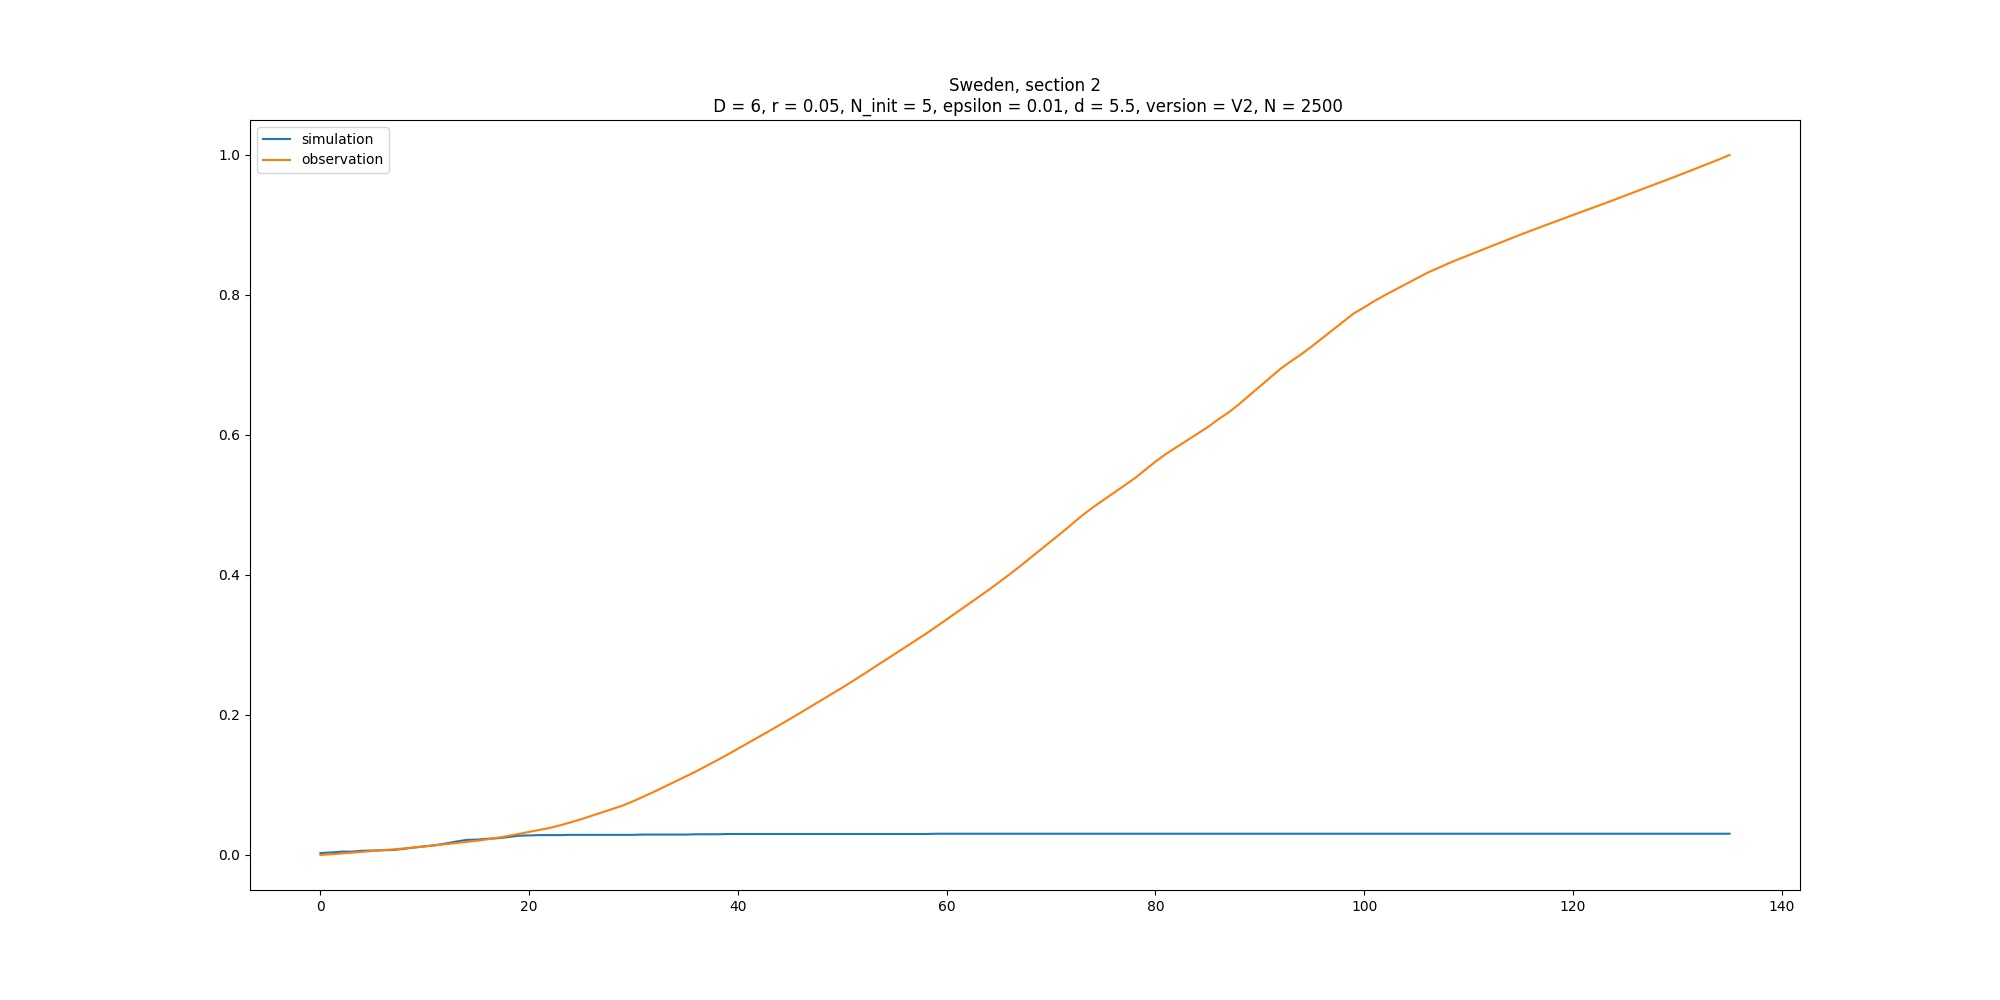 Sweden, section 2
D = 6, r = 0.05, N_init = 5, epsilon = 0.01, d = 5.5, version = V2, N = 2500
simulation
observation
1.0
0.8
0.6
0.4
0.2
0.0
0 20 40 60 80 100 120 140